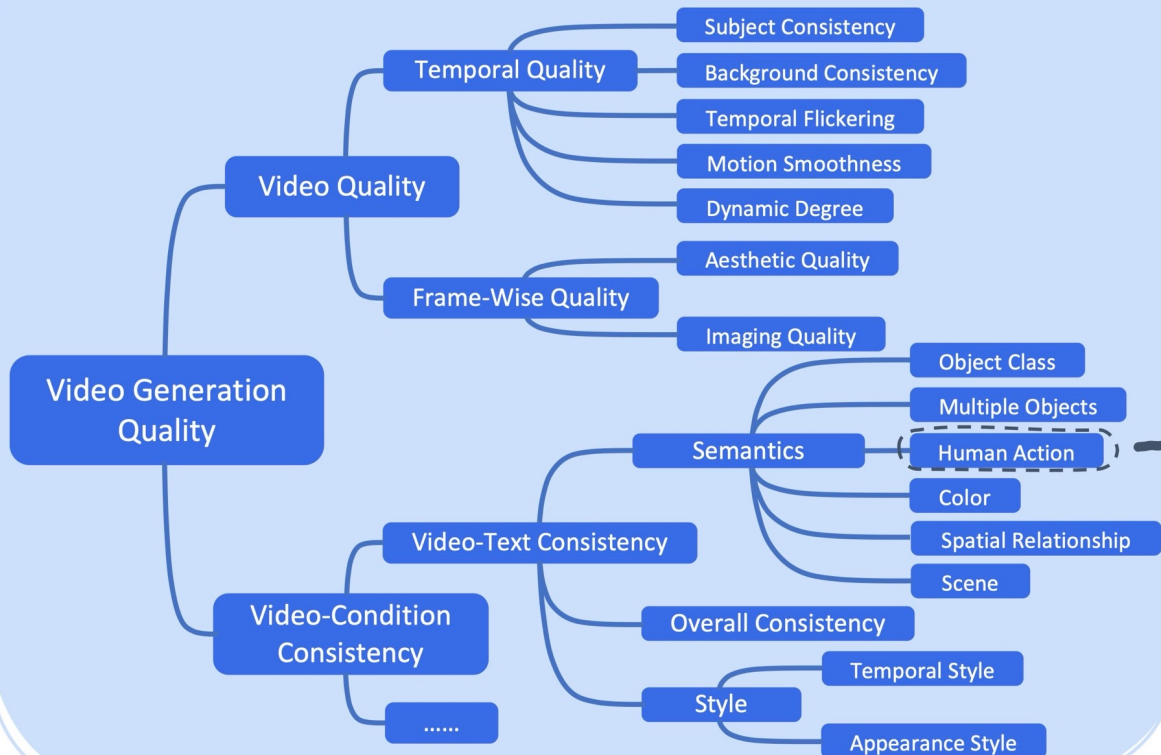 Video Generation
Quality
Video Quality
Temporal Quality
Subject Consistency
Background Consistency
Temporal Flickering
Motion Smoothness
Dynamic Degree
Frame-Wise Quality
Aesthetic Quality
Imaging Quality
Video-Condition
Consistency
Video-Text Consistency
Semantics
Object Class
Multiple Objects
Human Action
Color
Spatial Relationship
Scene
Overall Consistency
Style
Temporal Style
Appearance Style
......